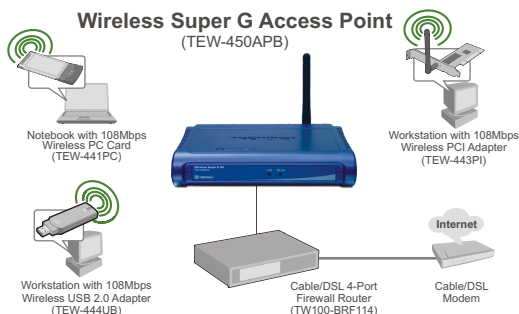 Wireless Super G Access Point
(TEW-450APB)
Notebook with 108Mbps
Wireless PC Card
(TEW-441PC)
Workstation with 108Mbps
Wireless PCI Adapter
(TEW-443PI)
Workstation with 108Mbps
Wireless USB 2.0 Adapter
(TEW-444UB)
Cable/DSL 4-Port
Firewall Router
(TW100-BRF114)
Internet
Cable/DSL
Modem